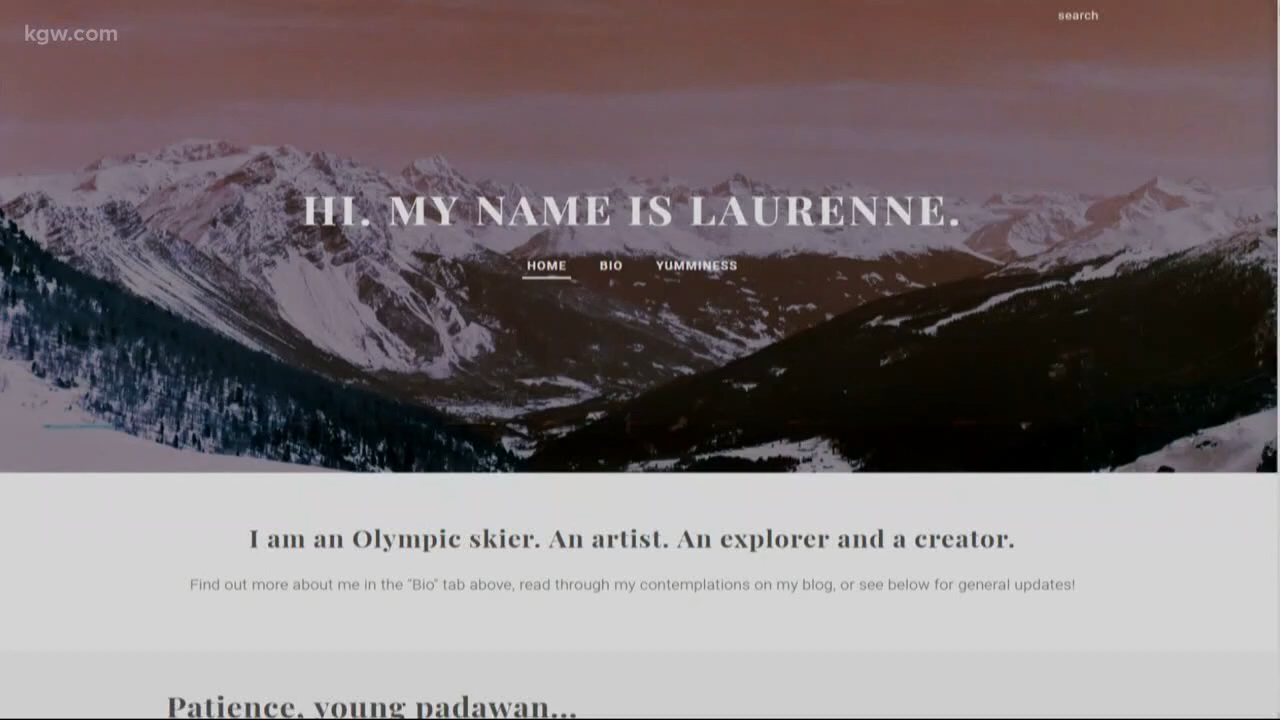 search
kgw.com
HI. MY NAME IS LAURENNE.
HOME BIO YUMMINESS
I am an Olympic skier. An artist. An explorer and a creator.
Find out more about me in the "Bio" tab above, read through my contemplations on my blog, or see below for general updates!
Patience, young padawan...